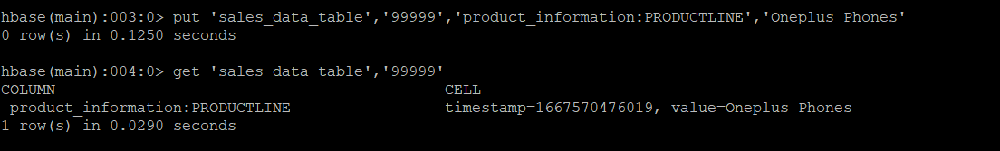 hbase(main):003:0> put 'sales_data_table','99999','product_information:PRODUCTLINE','Oneplus Phones'
0 row(s) in 0.1250 seconds
hbase(main):004:0> get 'sales_data_table','99999'
COLUMN CELL
product_information:PRODUCTLINE timestamp=1667570476019, value=Oneplus Phones
1 row(s) in 0.0290 seconds